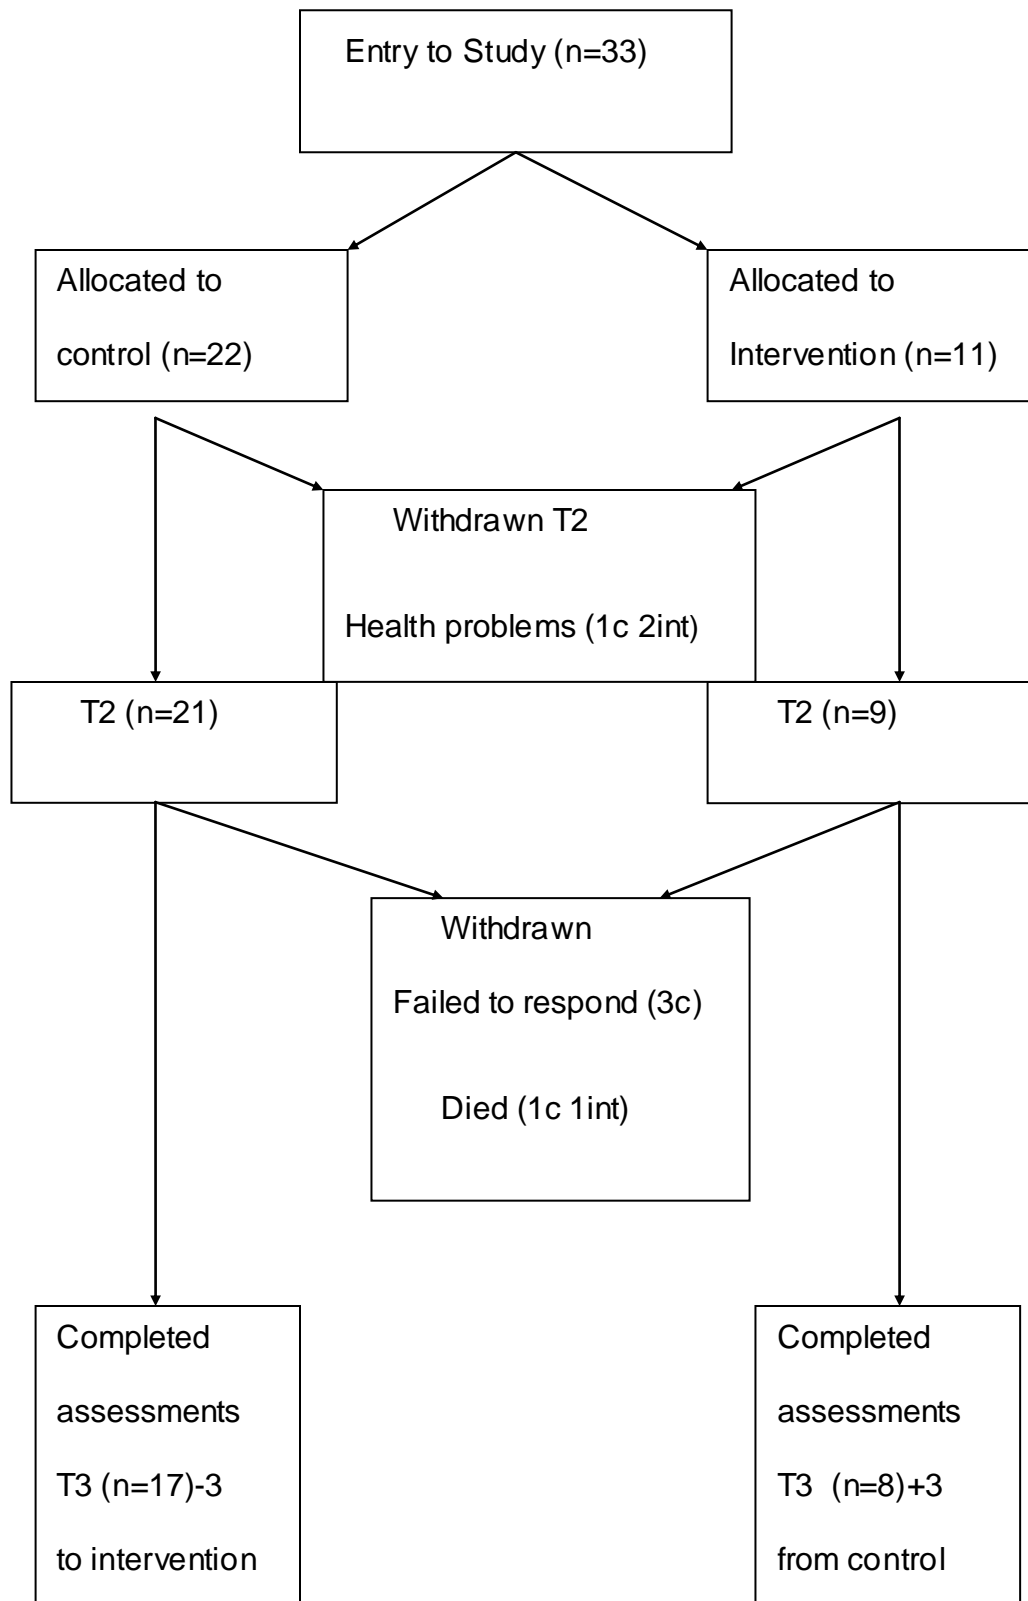 Entry to Study (n=33)
Allocated to
control (n=22)
Allocated to
Intervention (n=11)
Withdrawn T2
Health problems (1c 2int)
T2 (n=21)
T2 (n=9)
Withdrawn
Failed to respond (3c)
Died (1c 1int)
Completed
assessments
T3 (n=17)-3
to intervention
Completed
assessments
T3 (n=8)+3
from control